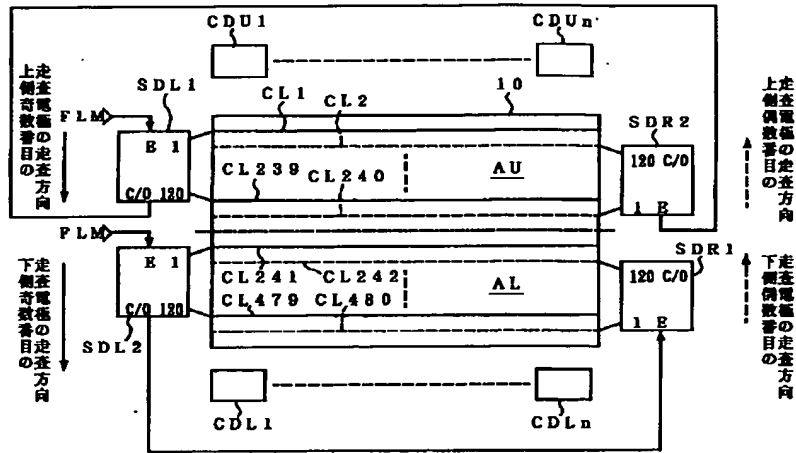 CDU1
CDUn
上側奇数番目の
走査電極の走査方向
SDL1
FLM
E 1
C/O 120
CL1
CL2
10
CL239
CL240
AU
SDR2
120 C/O
1 E
上側偶数番目の
走査電極の走査方向
下側奇数番目の
走査電極の走査方向
FLM
E 1
C/O 120
SDL2
CL241
CL242
CL479
CL480
AL
SDR1
120 C/O
1 E
下側偶数番目の
走査電極の走査方向
CDL1
CDLn